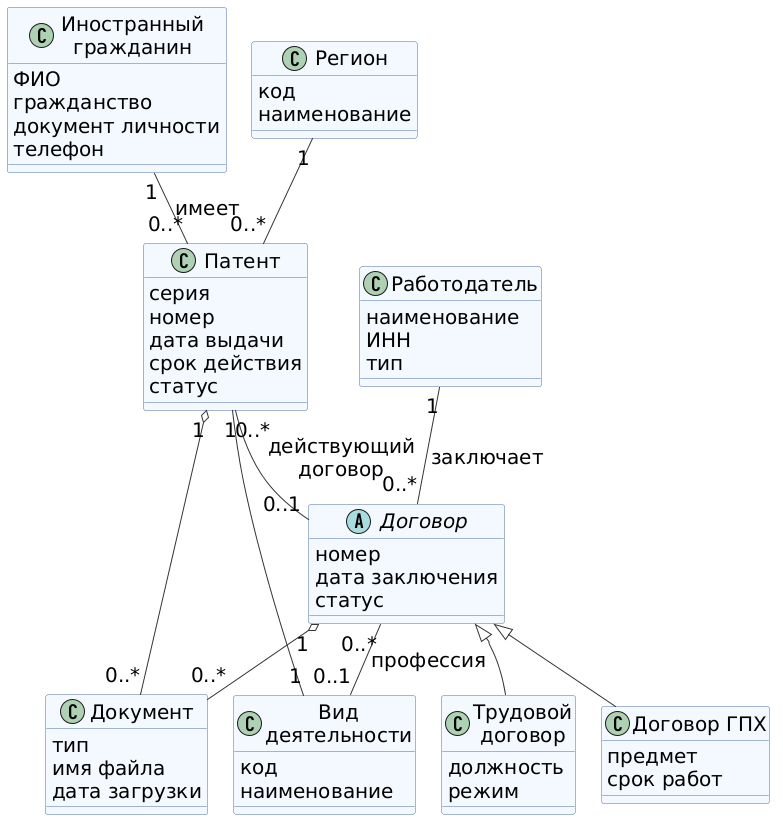 C Иностранный
гражданин
ФИО
гражданство
документ личности
телефон
C Регион
код
наименование
1
1
имеет
0..*
0..*
C Патент
серия
номер
дата выдачи
срок действия
статус
C Работодатель
наименование
ИНН
тип
1
1
1
0..*
действующий
договор
заключает
0..*
0..1
A Договор
номер
дата заключения
статус
1
0..*
профессия
0..*
0..*
1
0..1
C Документ
тип
имя файла
дата загрузки
C Вид
деятельности
код
наименование
C Трудовой
договор
должность
режим
C Договор ГПХ
предмет
срок работ